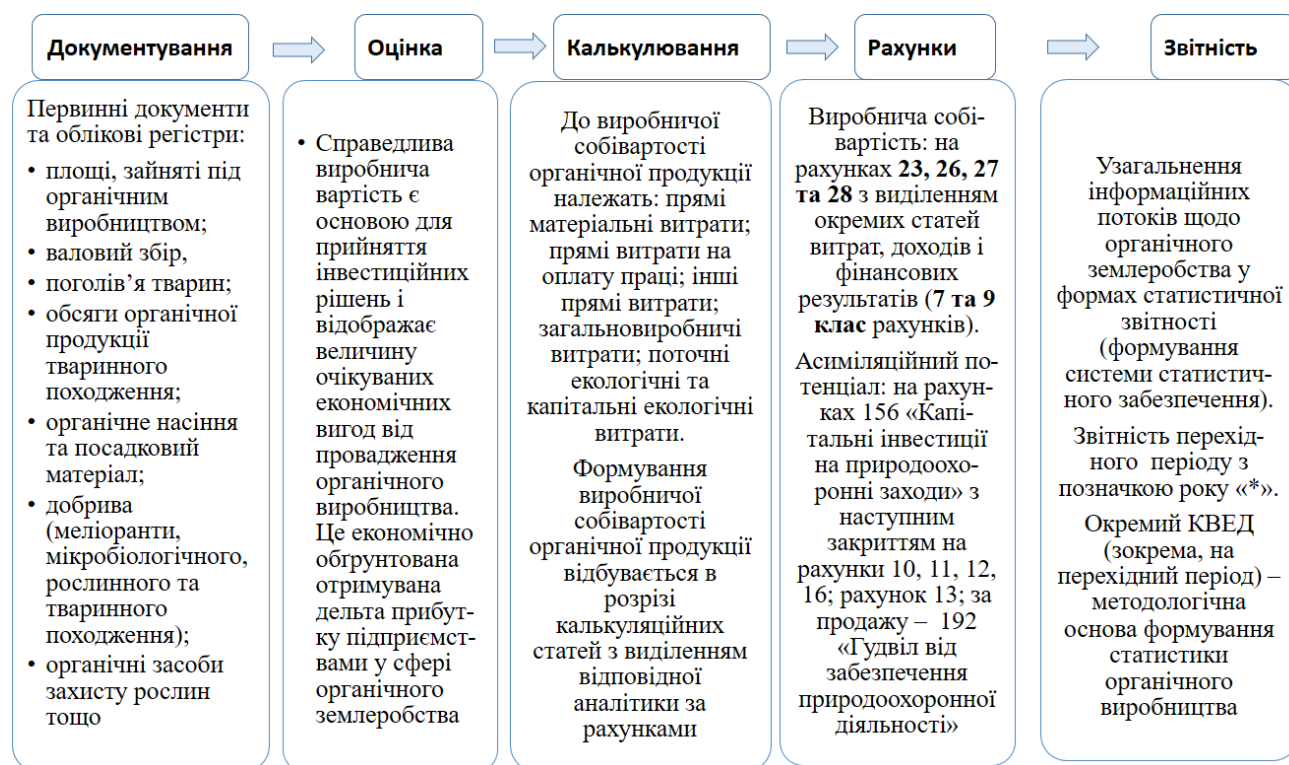 Документування
Оцінка
Калькулювання
Рахунки
Звітність
Первинні документи
та облікові регістри:
• площі, зайняті під
органічним
виробництвом;
• валовий збір,
• поголів’я тварин;
• обсяги органічної
продукції
тваринного
походження;
• органічне насіння
та посадковий
матеріал;
• добрива
(меліоранти,
мікробіологічного,
рослинного та
тваринного
походження);
• органічні засоби
захисту рослин
тощо
• Справедлива
виробнича
вартість є
основою для
прийняття
інвестиційних
рішень і
відображає
величину
очікуваних
економічних
вигод від
провадження
органічного
виробництва.
Це економічно
обґрунтована
отримувана
дельта прибут-
ку підприємст-
вами у сфері
органічного
землеробства
До виробничої
собівартості
органічної продукції
належать: прямі
матеріальні витрати;
прямі витрати на
оплату праці; інші
прямі витрати;
загальновиробничі
витрати; поточні
екологічні та
капітальні екологічні
витрати.
Формування
виробничої
собівартості
органічної продукції
відбувається в
розрізі
калькуляційних
статей з виділенням
відповідної
аналітики за
рахунками
Виробнича собі-
вартість: на
рахунках 23, 26, 27
та 28 з виділенням
окремих статей
витрат, доходів і
фінансових
результатів (7 та 9
клас рахунків).
Асиміляційний по-
тенціал: на рахун-
ках 156 «Капі-
тальні інвестиції
на природоохо-
ронні заходи» з
наступним
закриттям на
рахунки 10, 11, 12,
16; рахунок 13; за
продажу – 192
«Гудвіл від
забезпечення
природоохоронної
діяльності»
Узагальнення
інформаційних
потоків щодо
органічного
землеробства у
формах статистичної
звітності
(формування
системи статистич-
ного забезпечення).
Звітність перехід-
ного періоду з
позначкою року «*».
Окремий КВЕД
(зокрема, на
перехідний період) –
методологічна
основа формування
статистики
органічного
виробництва